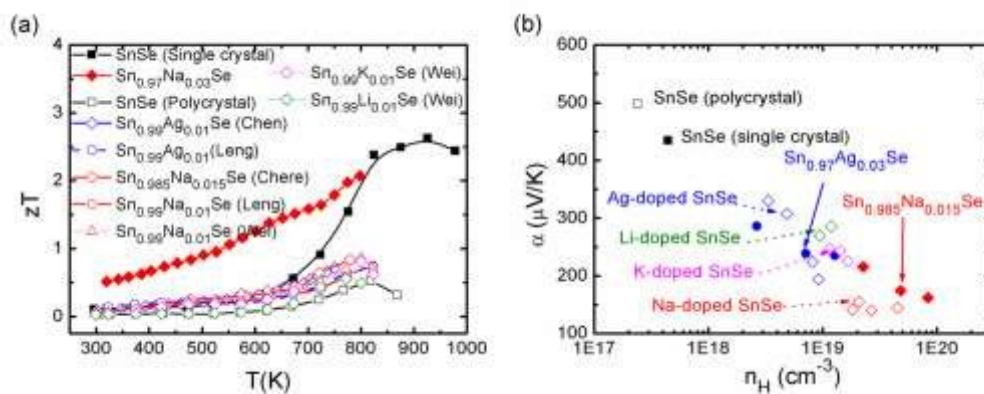 (a)
zT
4
3
2
1
0
300 400 500 600 700 800 900 1000
T(K)
SnSe (Single crystal)
Sn0.97Na0.03Se
SnSe (Polycrystal)
Sn0.99Ag0.01Se (Chen)
Sn0.99Ag0.01(Leng)
Sn0.985Na0.015Se (Chere)
Sn0.99Na0.01Se (Leng)
Sn0.99Na0.01Se (Wei)
Sn0.99K0.01Se (Wei)
Sn0.99Li0.01Se (Wei)
(b)
α (μV/K)
600
500
400
300
200
100
1E17 1E18 1E19 1E20
nH (cm-3)
SnSe (polycrystal)
SnSe (single crystal)
Sn0.97Ag0.03Se
Ag-doped SnSe
Sn0.985Na0.015Se
Li-doped SnSe
K-doped SnSe
Na-doped SnSe